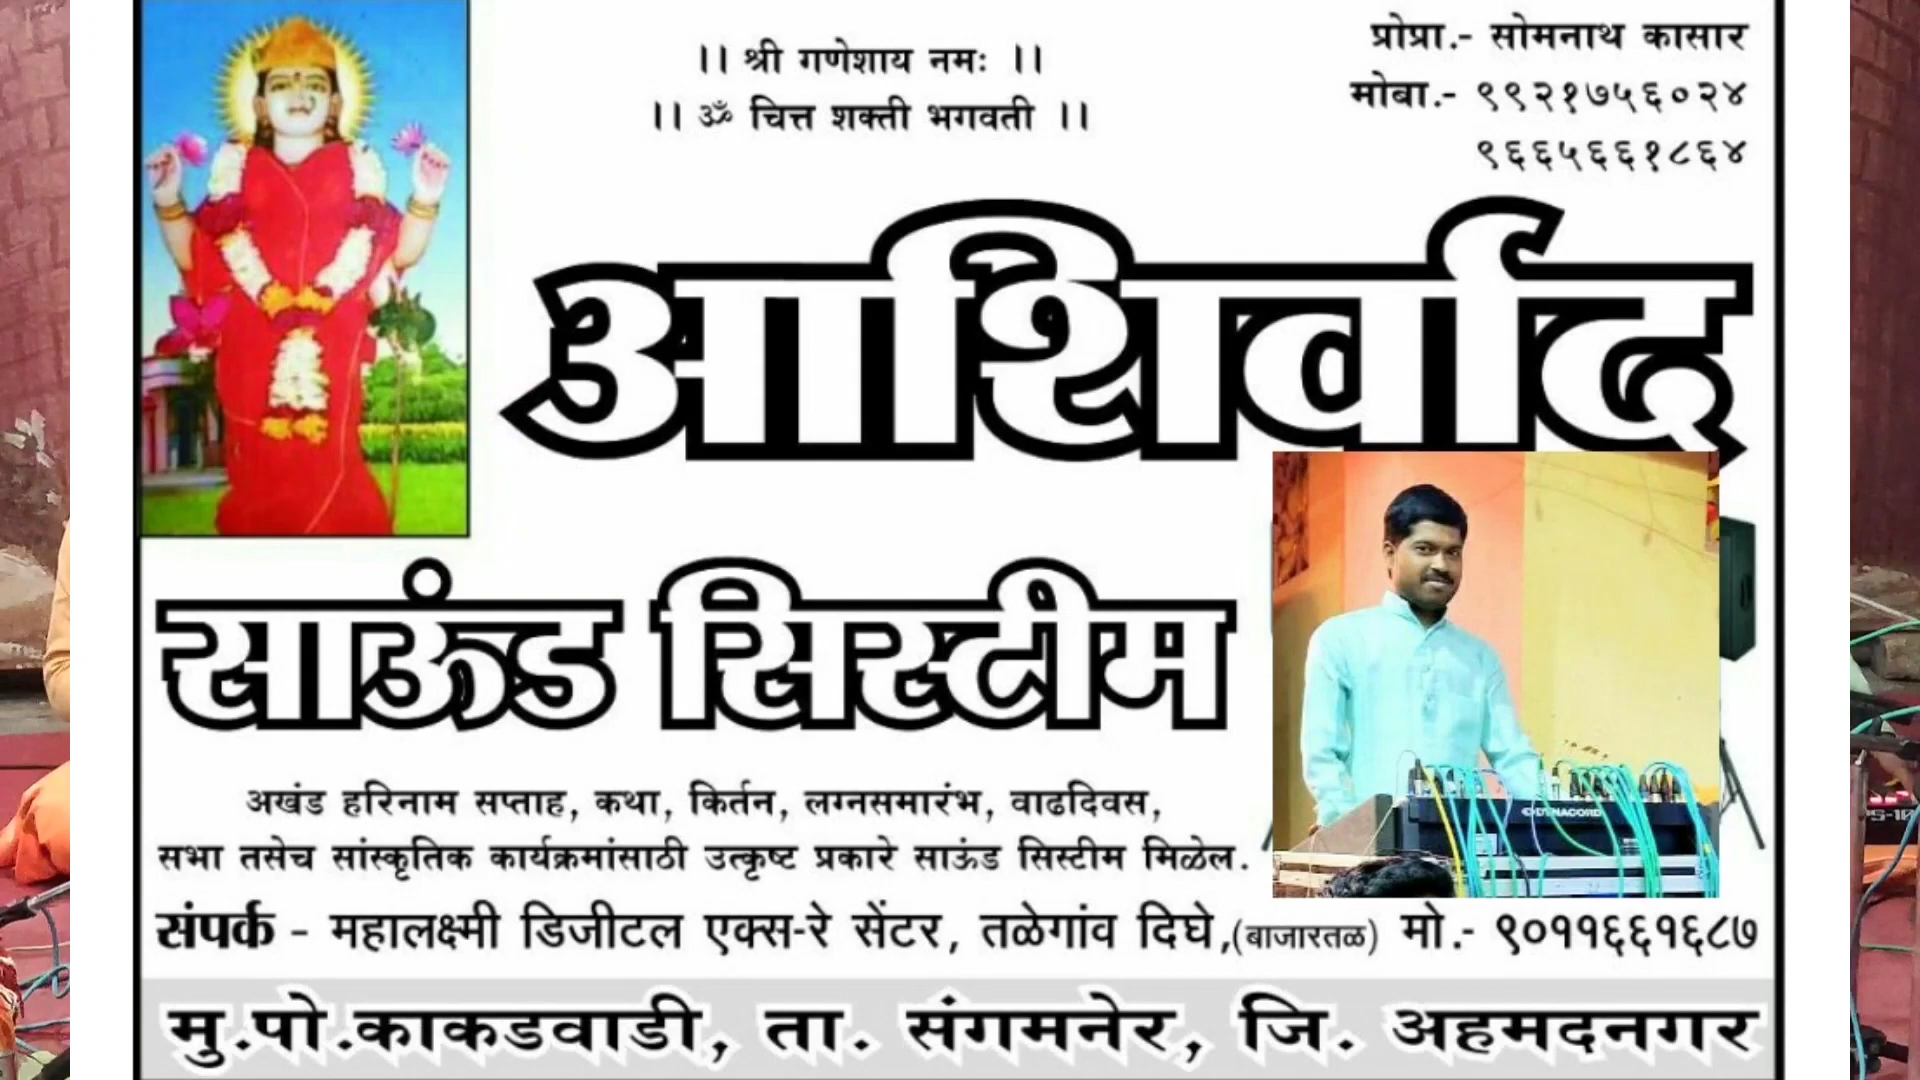 ।। श्री गणेशाय नमः ।।
।। ॐ चित्त शक्ती भगवती ।।
प्रोप्रा.- सोमनाथ कासार
मोबा.- ९९२१७५६०२४
९६६५६६१८६४
आशिर्वाद
साऊंड सिस्टीम
DYNACORD
अखंड हरिनाम सप्ताह, कथा, किर्तन, लग्नसमारंभ, वाढदिवस,
सभा तसेच सांस्कृतिक कार्यक्रमांसाठी उत्कृष्ट प्रकारे साऊंड सिस्टीम मिळेल.
संपर्क - महालक्ष्मी डिजीटल एक्स-रे सेंटर, तळेगांव दिघे,(बाजारतळ) मो.- ९०११६६१६८७
मु.पो.काकडवाडी, ता. संगमनेर, जि. अहमदनगर